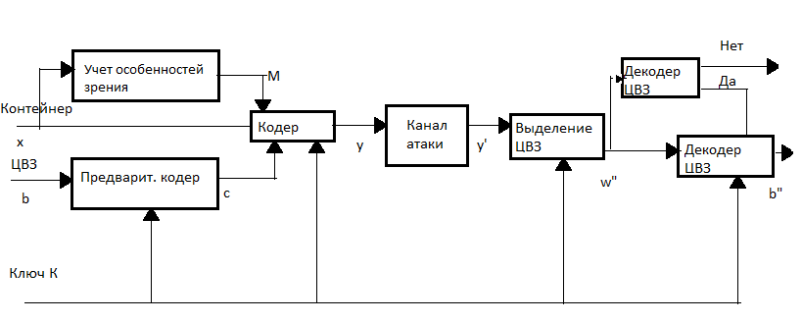 Нет
Учет особенностей
зрения
М
Декодер
ЦВЗ
Да
Контейнер
x
Кодер
y
Канал
атаки
y'
Выделение
ЦВЗ
Декодер
ЦВЗ
ЦВЗ
b
Предварит. кодер
c
w"
b"
Ключ К